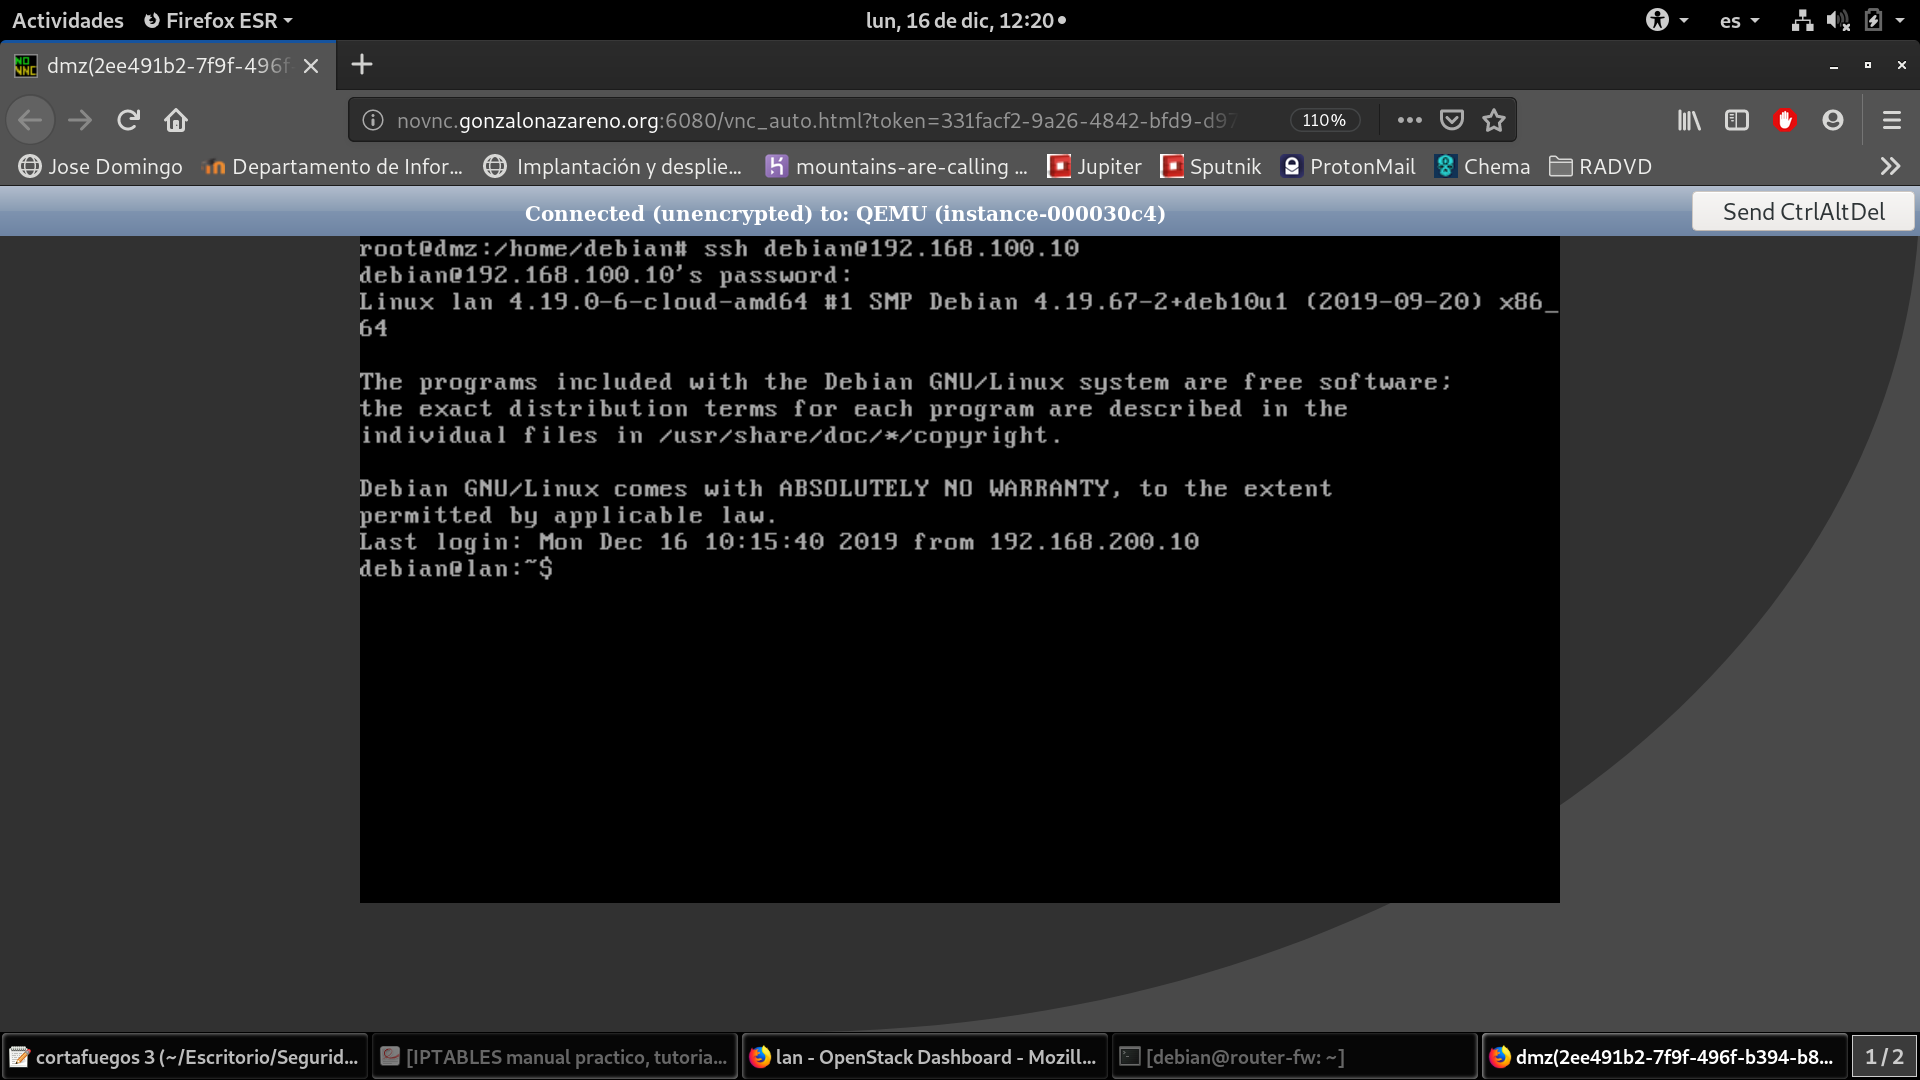 Actividades Firefox ESR lun, 16 de dic, 12:20 es
dmz(2ee491b2-7f9f-496f
novnc.gonzalonazareno.org:6080/vnc_auto.html?token=331facf2-9a26-4842-bfd9-d97 110%
Jose Domingo Departamento de Infor... Implantación y desplie... mountains-are-calling ... Jupiter Sputnik ProtonMail Chema RADVD
Connected (unencrypted) to: QEMU (instance-000030c4) Send CtrlAltDel
root@dmz:/home/debian# ssh debian@192.168.100.10
debian@192.168.100.10's password:
Linux lan 4.19.0-6-cloud-amd64 #1 SMP Debian 4.19.67-2+deb10u1 (2019-09-20) x86_
64
The programs included with the Debian GNU/Linux system are free software;
the exact distribution terms for each program are described in the
individual files in /usr/share/doc/*/copyright.
Debian GNU/Linux comes with ABSOLUTELY NO WARRANTY, to the extent
permitted by applicable law.
Last login: Mon Dec 16 10:15:40 2019 from 192.168.200.10
debian@lan:~$
cortafuegos 3 (~/Escritorio/Segurid... [IPTABLES manual practico, tutoria... lan - OpenStack Dashboard - Mozill... [debian@router-fw: ~] dmz(2ee491b2-7f9f-496f-b394-b8... 1 / 2